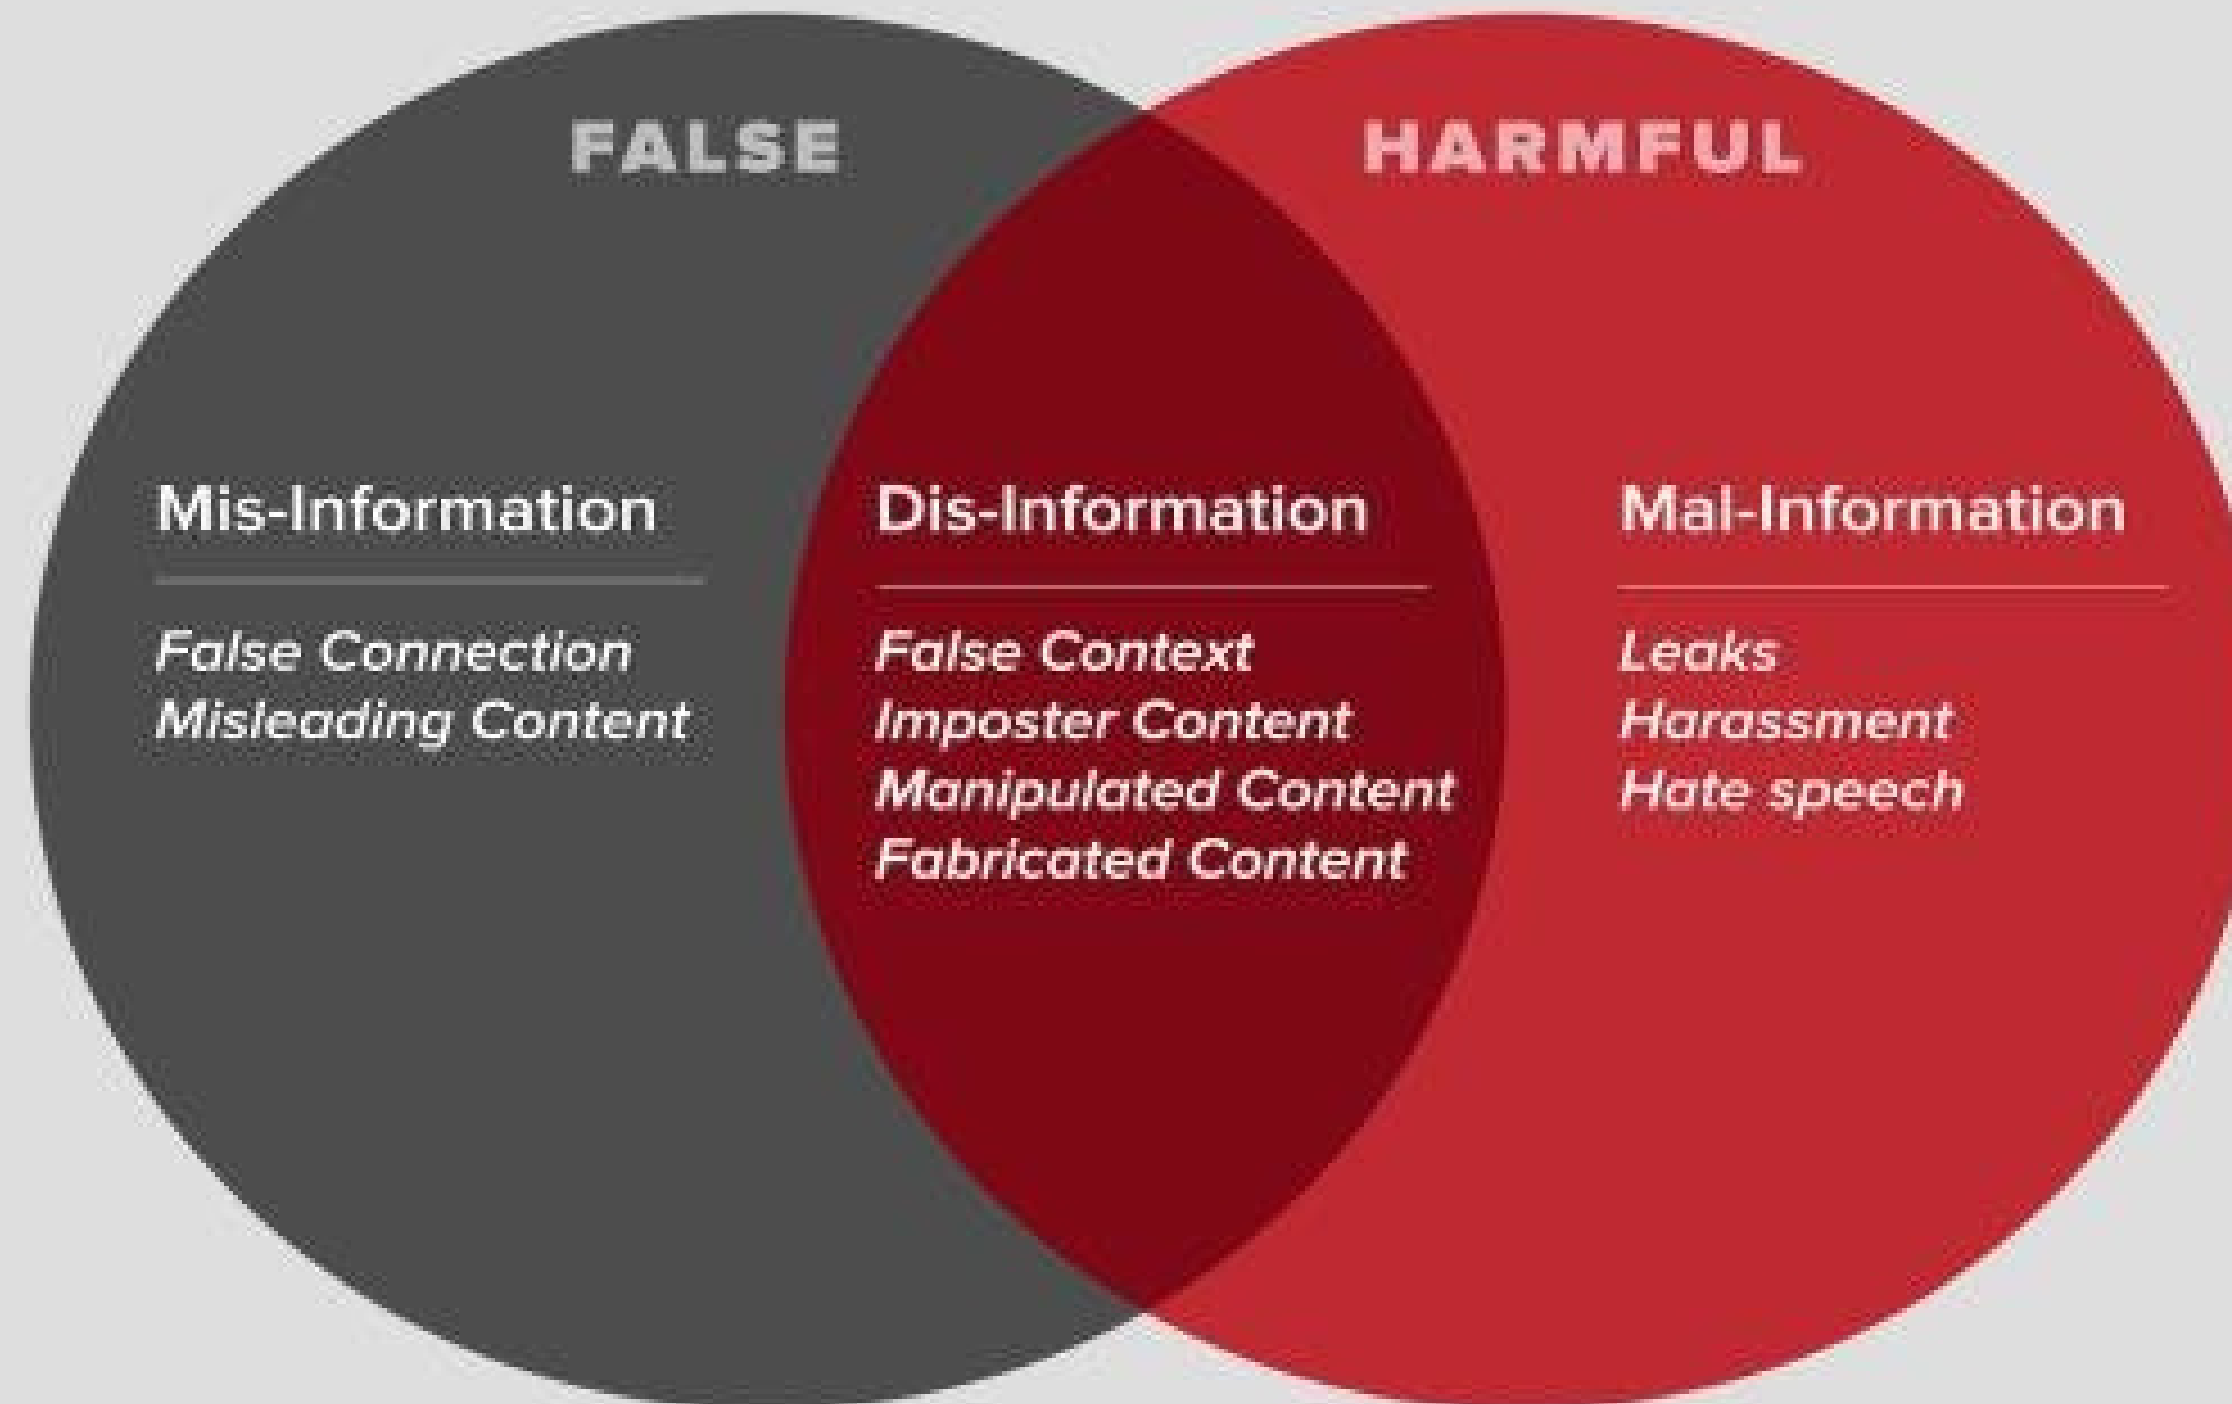 FALSE
HARMFUL
Mis-Information
False Connection
Misleading Content
Dis-Information
False Context
Imposter Content
Manipulated Content
Fabricated Content
Mal-Information
Leaks
Harassment
Hate speech